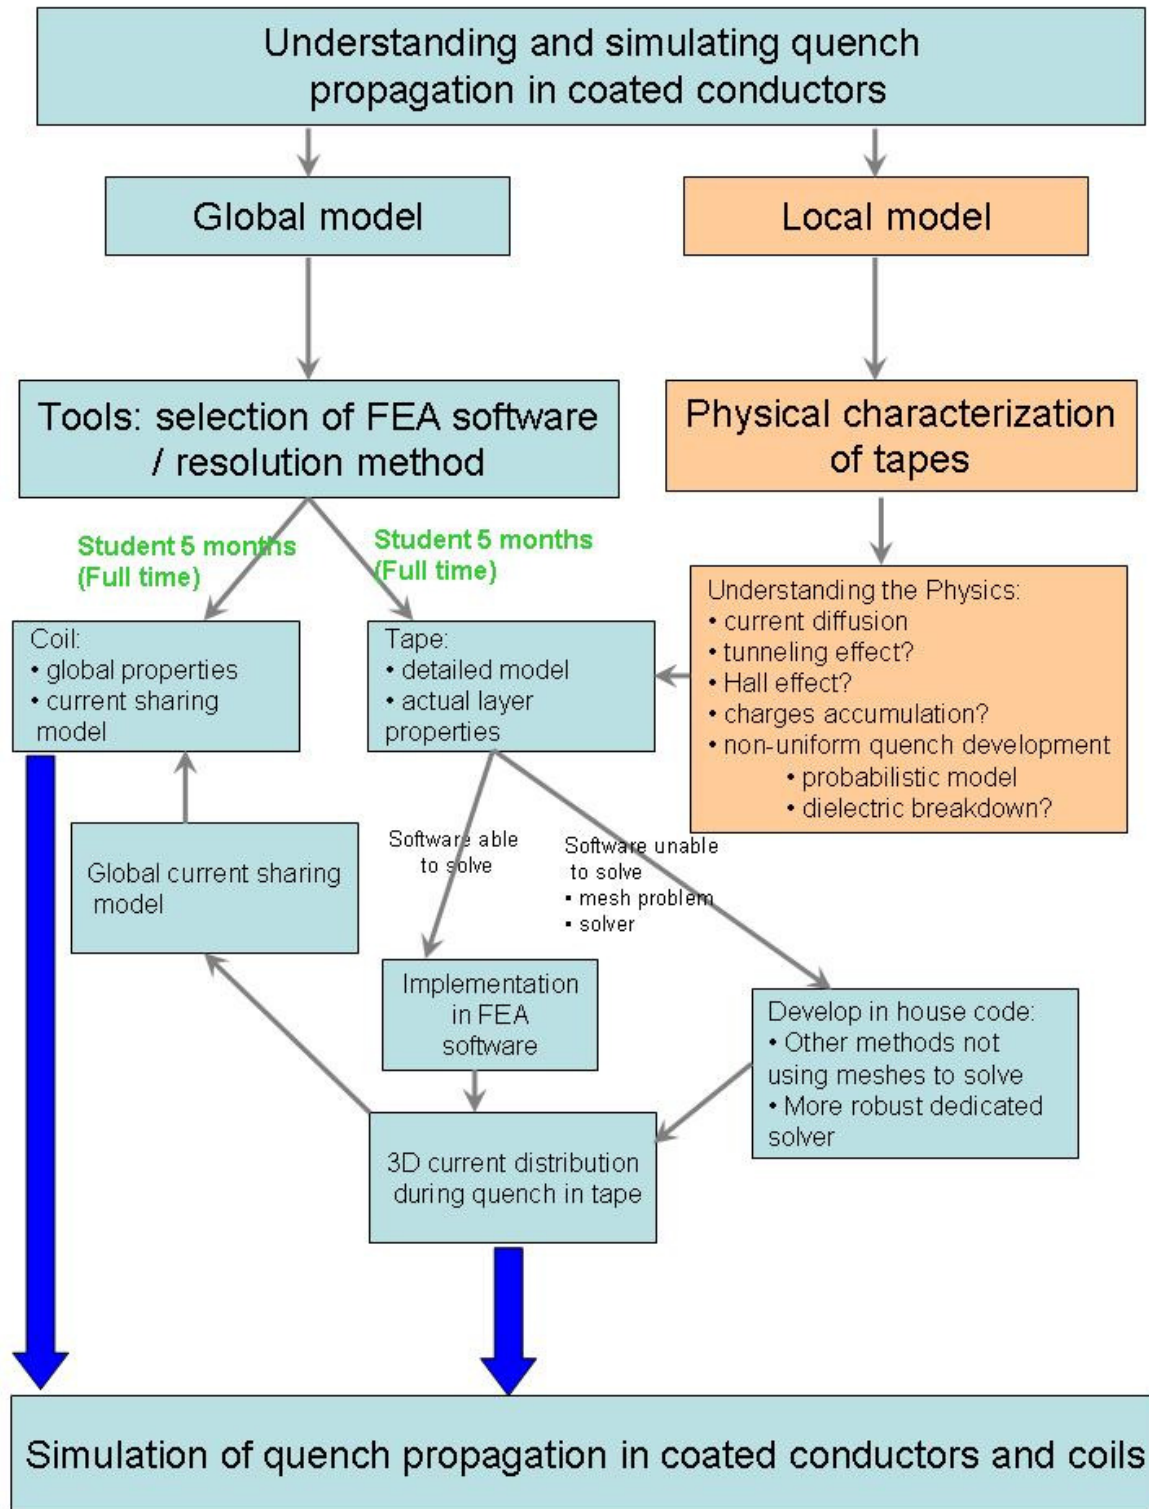 Understanding and simulating quench
propagation in coated conductors
Global model
Local model
Tools: selection of FEA software
/ resolution method
Physical characterization
of tapes
Student 5 months
(Full time)
Student 5 months
(Full time)
Coil:
• global properties
• current sharing
model
Tape:
• detailed model
• actual layer
properties
Understanding the Physics:
• current diffusion
• tunneling effect?
• Hall effect?
• charges accumulation?
• non-uniform quench development
• probabilistic model
• dielectric breakdown?
Software able
to solve
Software unable
to solve
▪ mesh problem
▪ solver
Global current sharing
model
Implementation
in FEA
software
Develop in house code:
• Other methods not
using meshes to solve
• More robust dedicated
solver
3D current distribution
during quench in tape
Simulation of quench propagation in coated conductors and coils